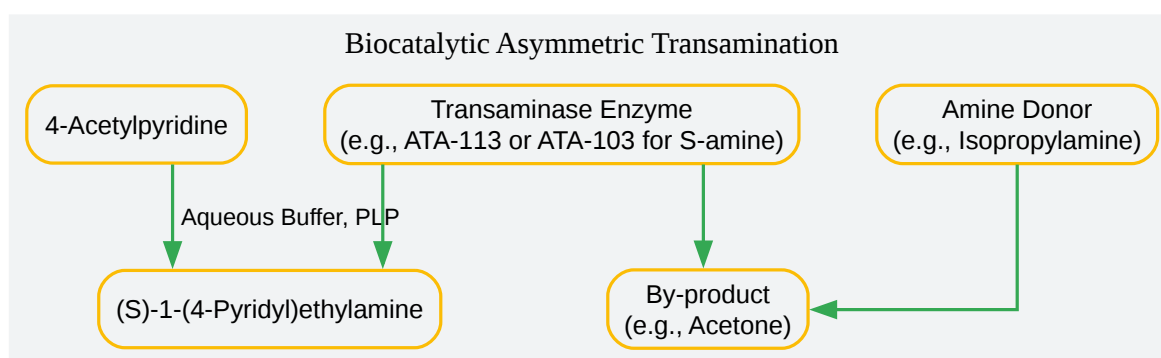 Biocatalytic Asymmetric Transamination
4-Acetylpyridine
Transaminase Enzyme
(e.g., ATA-113 or ATA-103 for S-amine)
Amine Donor
(e.g., Isopropylamine)
Aqueous Buffer, PLP
(S)-1-(4-Pyridyl)ethylamine
By-product
(e.g., Acetone)